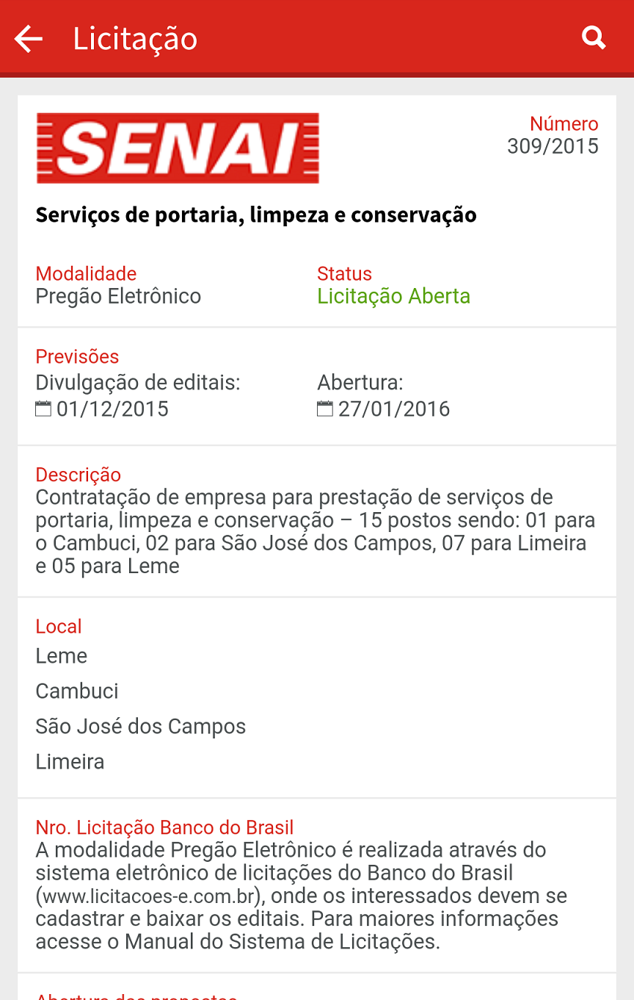 Licitação
SENAI
Número
309/2015
Serviços de portaria, limpeza e conservação
Modalidade
Pregão Eletrônico
Status
Licitação Aberta
Previsões
Divulgação de editais:
01/12/2015
Abertura:
27/01/2016
Descrição
Contratação de empresa para prestação de serviços de
portaria, limpeza e conservação – 15 postos sendo: 01 para
o Cambuci, 02 para São José dos Campos, 07 para Limeira
e 05 para Leme
Local
Leme
Cambuci
São José dos Campos
Limeira
Nro. Licitação Banco do Brasil
A modalidade Pregão Eletrônico é realizada através do
sistema eletrônico de licitações do Banco do Brasil
(www.licitacoes-e.com.br), onde os interessados devem se
cadastrar e baixar os editais. Para maiores informações
acesse o Manual do Sistema de Licitações.